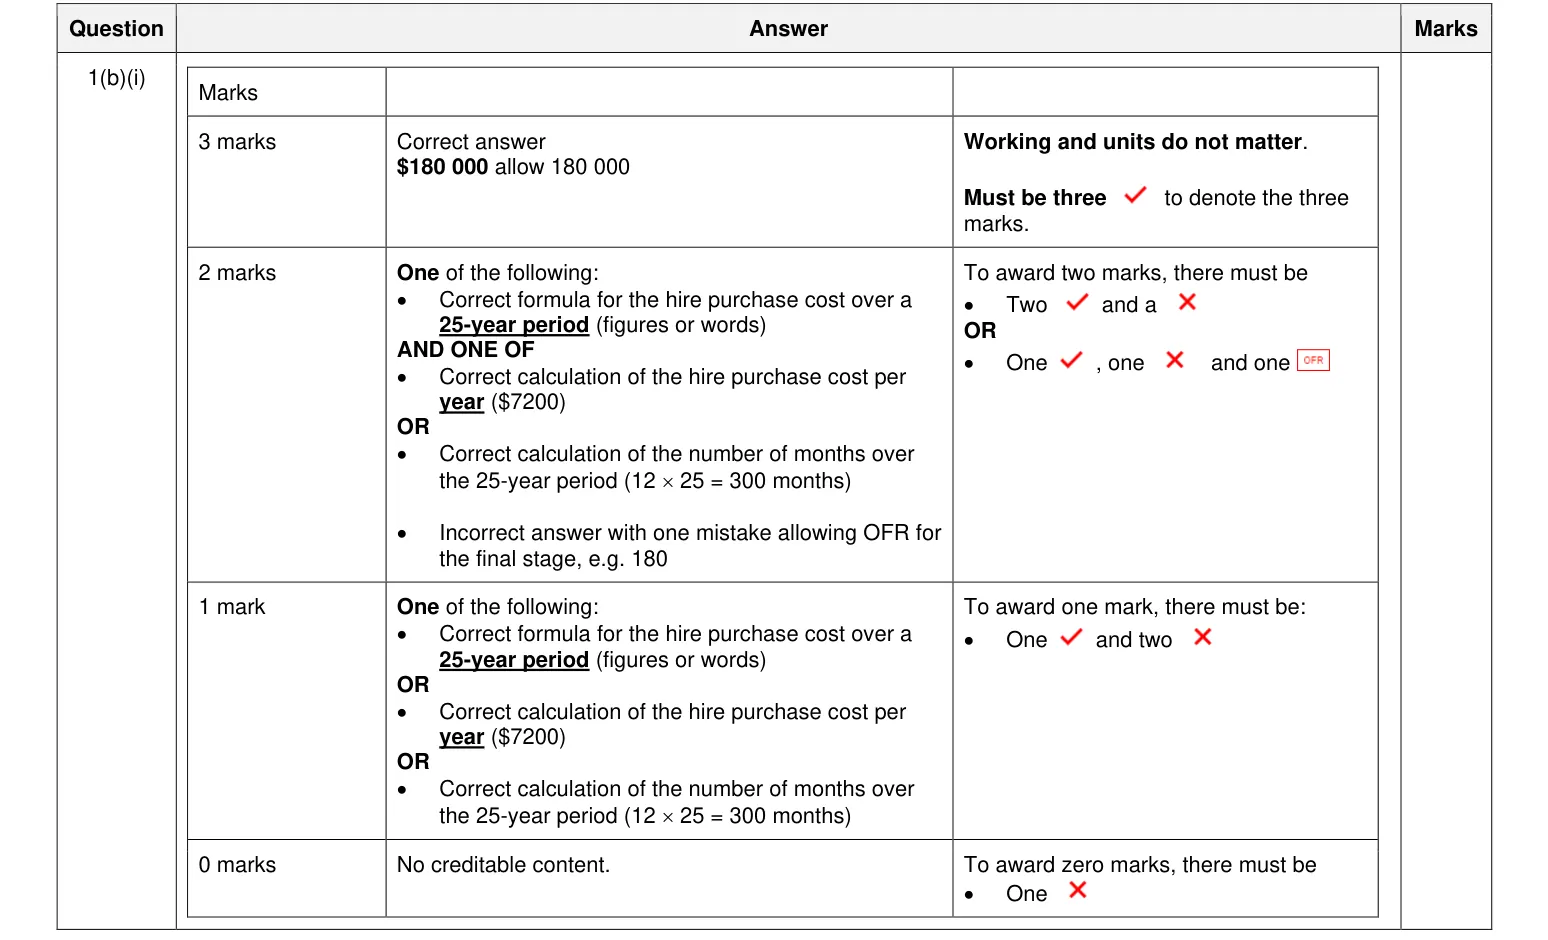 Question Answer Marks
1(b)(i)
Marks
3 marks
Correct answer
$180 000 allow 180 000
Working and units do not matter.
Must be three ✓ to denote the three
marks.
2 marks
One of the following:
• Correct formula for the hire purchase cost over a
25-year period (figures or words)
AND ONE OF
• Correct calculation of the hire purchase cost per
year ($7200)
OR
• Correct calculation of the number of months over
the 25-year period (12 × 25 = 300 months)
• Incorrect answer with one mistake allowing OFR for
the final stage, e.g. 180
To award two marks, there must be
• Two ✓ and a ✗
OR
• One ✓ , one ✗ and one OFR
1 mark
One of the following:
• Correct formula for the hire purchase cost over a
25-year period (figures or words)
OR
• Correct calculation of the hire purchase cost per
year ($7200)
OR
• Correct calculation of the number of months over
the 25-year period (12 × 25 = 300 months)
To award one mark, there must be:
• One ✓ and two ✗
0 marks
No creditable content.
To award zero marks, there must be
• One ✗